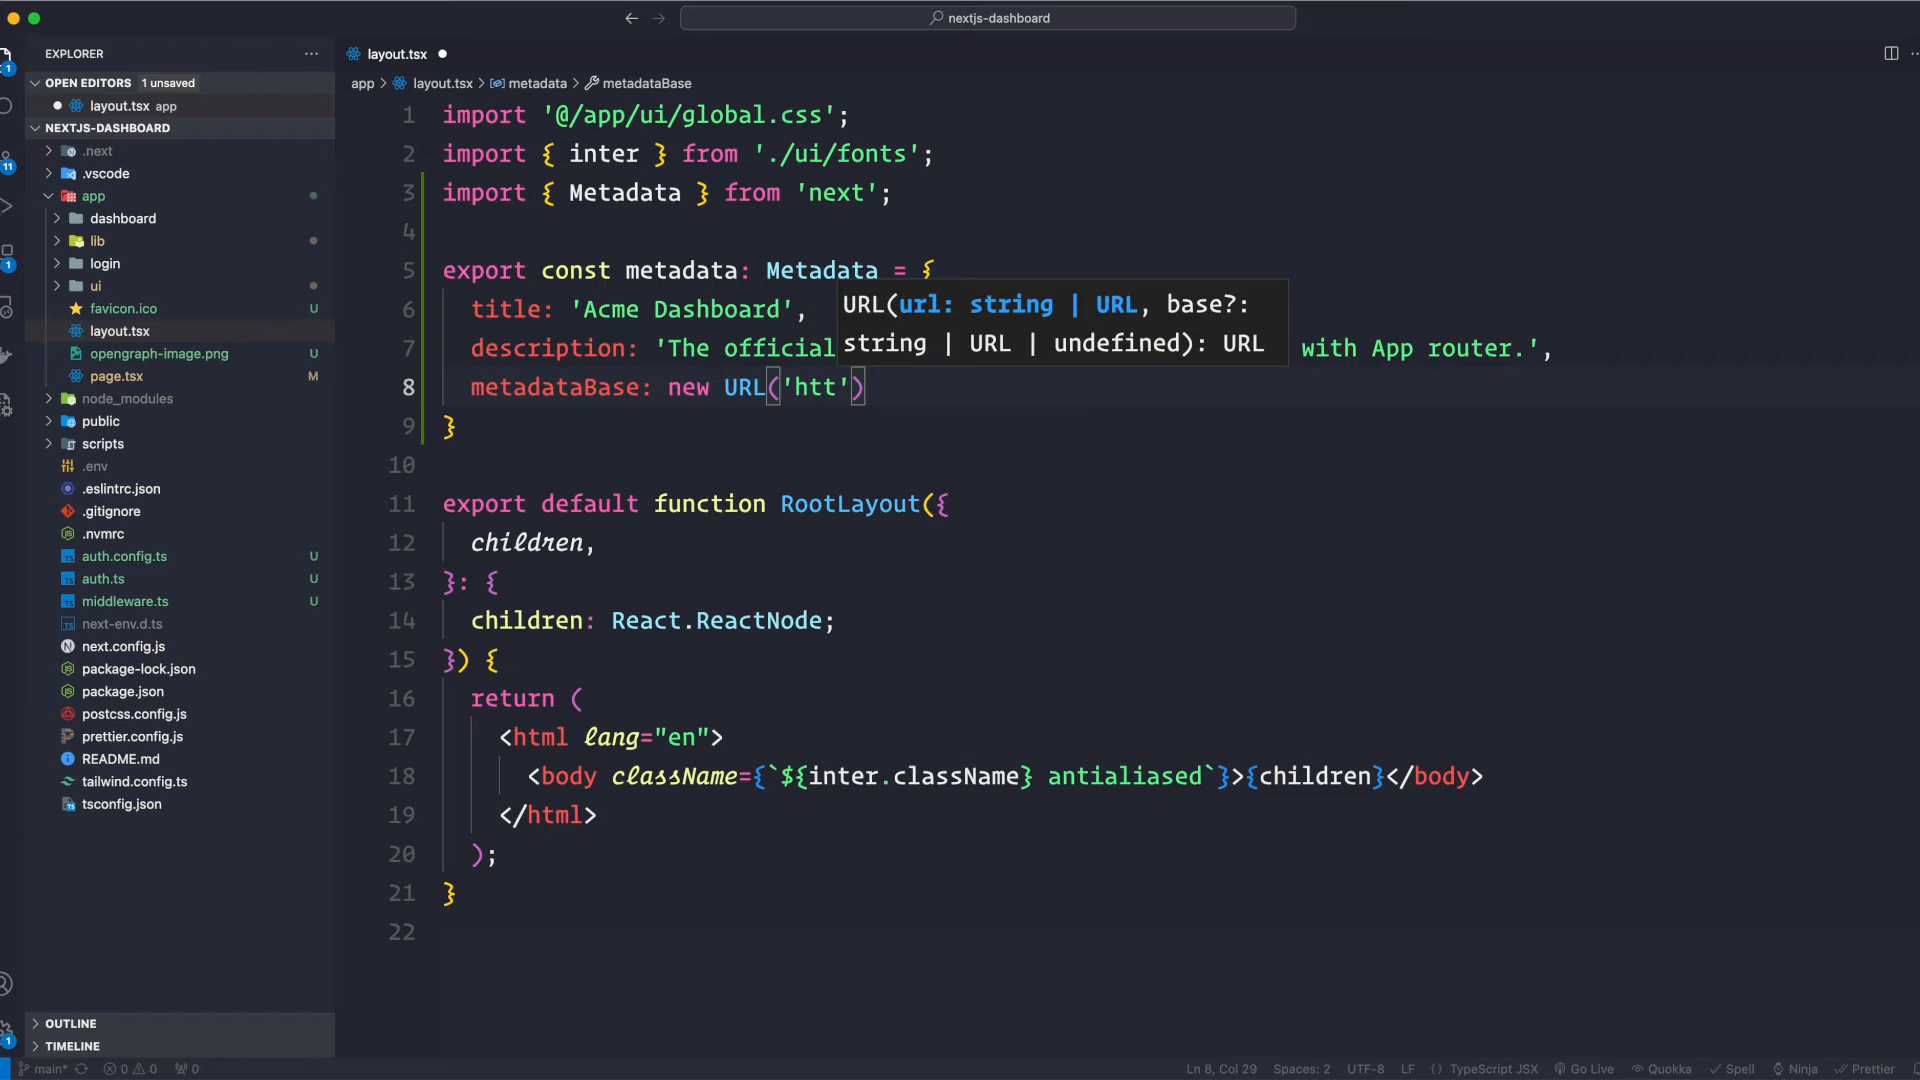 nextjs-dashboard
EXPLORER
OPEN EDITORS 1 unsaved
layout.tsx app
NEXTJS-DASHBOARD
.next
.vscode
app
dashboard
lib
login
ui
favicon.ico U
layout.tsx
opengraph-image.png U
page.tsx M
node_modules
public
scripts
.env
.eslintrc.json
.gitignore
.nvmrc
auth.config.ts U
auth.ts U
middleware.ts U
next-env.d.ts
next.config.js
package-lock.json
package.json
postcss.config.js
prettier.config.js
README.md
tailwind.config.ts
tsconfig.json
OUTLINE
TIMELINE
1
11
1
1
layout.tsx
app > layout.tsx > metadata > metadataBase
1 import '@/app/ui/global.css';
2 import { inter } from './ui/fonts';
3 import { Metadata } from 'next';
4
5 export const metadata: Metadata = {
6 title: 'Acme Dashboard',
7 description: 'The official with App router.',
8 metadataBase: new URL('htt')
9 }
10
11 export default function RootLayout({
12 children,
13 }: {
14 children: React.ReactNode;
15 }) {
16 return (
17 <html lang="en">
18 <body className={`${inter.className} antialiased`}>{children}</body>
19 </html>
20 );
21 }
22
URL(url: string | URL, base?:
string | URL | undefined): URL
main* 0 0 0 Ln 8, Col 29 Spaces: 2 UTF-8 LF {} TypeScript JSX Go Live Quokka Spell Ninja Prettier